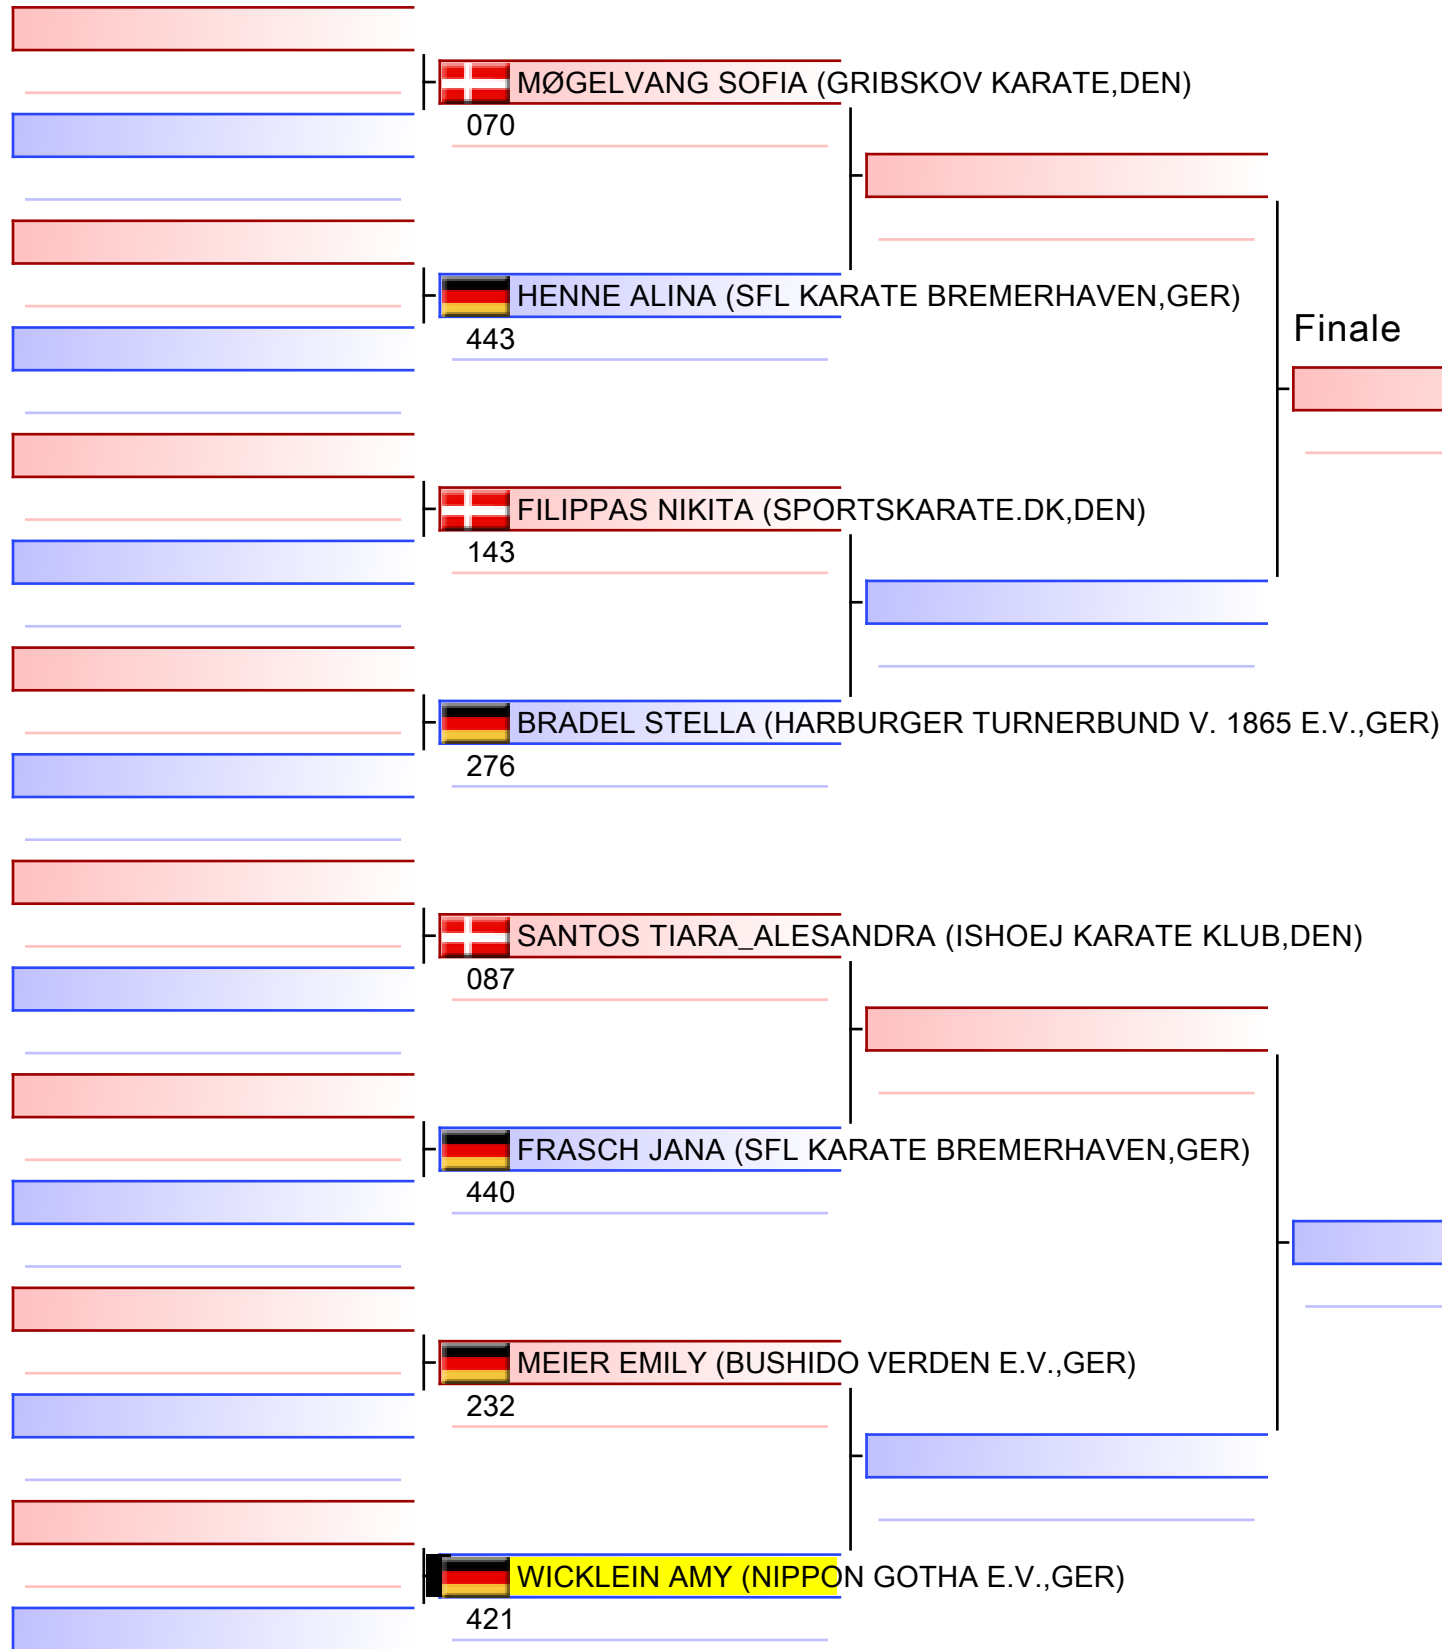 MØGELVANG SOFIA (GRIBSKOV KARATE,DEN)
070
HENNE ALINA (SFL KARATE BREMERHAVEN,GER)
443
Finale
FILIPPAS NIKITA (SPORTSKARATE.DK,DEN)
143
BRADEL STELLA (HARBURGER TURNERBUND V. 1865 E.V.,GER)
276
SANTOS TIARA_ALESANDRA (ISHOEJ KARATE KLUB,DEN)
087
FRASCH JANA (SFL KARATE BREMERHAVEN,GER)
440
MEIER EMILY (BUSHIDO VERDEN E.V.,GER)
232
WICKLEIN AMY (NIPPON GOTHA E.V.,GER)
421